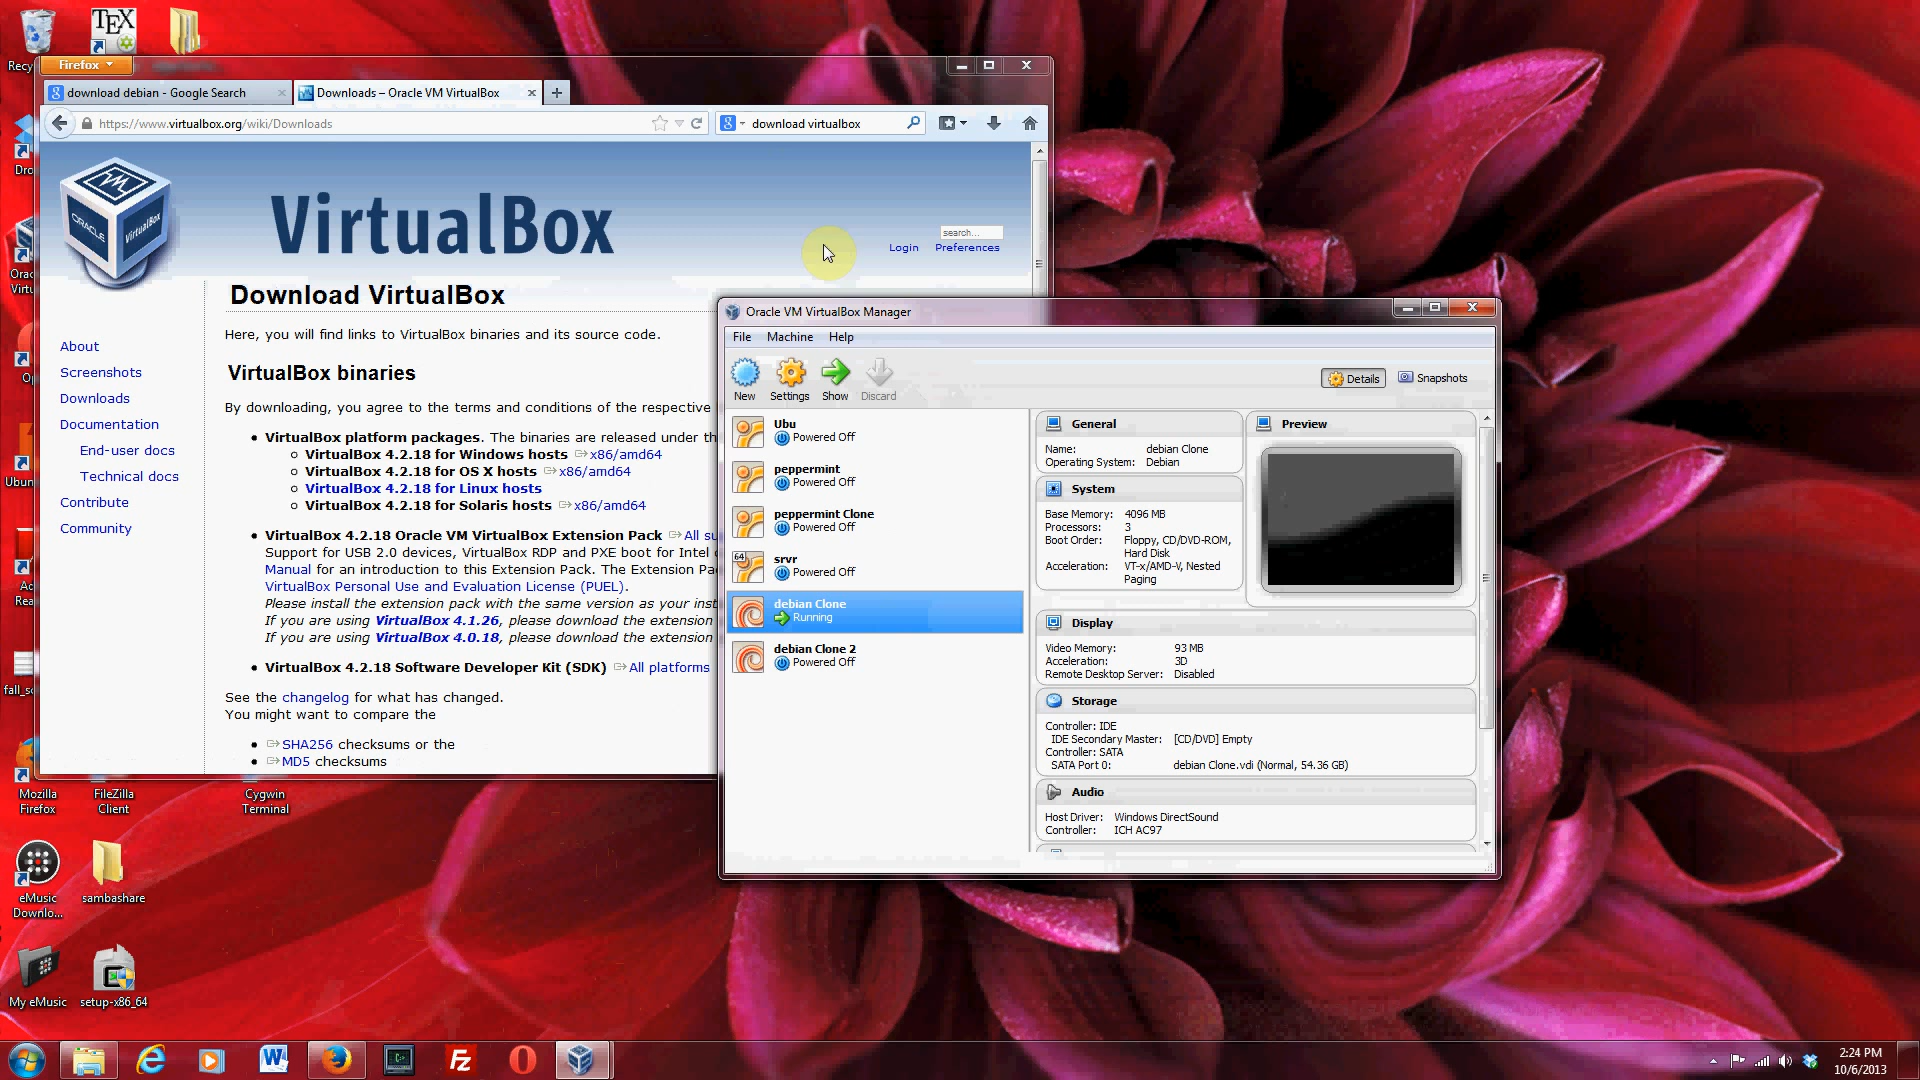 TEX
Recy
Firefox
download debian - Google Search
Downloads – Oracle VM VirtualBox
https://www.virtualbox.org/wiki/Downloads
download virtualbox
Dro
ORACLE
VirtualBox
VirtualBox
search...
Login
Preferences
Orac
Virtu
Download VirtualBox
Here, you will find links to VirtualBox binaries and its source code.
About
Screenshots
Downloads
Documentation
End-user docs
Technical docs
Contribute
Community
VirtualBox binaries
By downloading, you agree to the terms and conditions of the respective
VirtualBox platform packages. The binaries are released under th
VirtualBox 4.2.18 for Windows hosts x86/amd64
VirtualBox 4.2.18 for OS X hosts x86/amd64
VirtualBox 4.2.18 for Linux hosts
VirtualBox 4.2.18 for Solaris hosts x86/amd64
VirtualBox 4.2.18 Oracle VM VirtualBox Extension Pack All su
Support for USB 2.0 devices, VirtualBox RDP and PXE boot for Intel
Manual for an introduction to this Extension Pack. The Extension Pa
VirtualBox Personal Use and Evaluation License (PUEL).
Please install the extension pack with the same version as your inst
If you are using VirtualBox 4.1.26, please download the extension
If you are using VirtualBox 4.0.18, please download the extension
VirtualBox 4.2.18 Software Developer Kit (SDK) All platforms
See the changelog for what has changed.
You might want to compare the
SHA256 checksums or the
MD5 checksums
Oracle VM VirtualBox Manager
File Machine Help
New Settings Show Discard
Details Snapshots
Ubu
Powered Off
peppermint
Powered Off
peppermint Clone
Powered Off
64
srvr
Powered Off
debian Clone
Running
debian Clone 2
Powered Off
General
Name: debian Clone
Operating System: Debian
Preview
System
Base Memory: 4096 MB
Processors: 3
Boot Order: Floppy, CD/DVD-ROM,
Hard Disk
Acceleration: VT-x/AMD-V, Nested
Paging
Display
Video Memory: 93 MB
Acceleration: 3D
Remote Desktop Server: Disabled
Storage
Controller: IDE
IDE Secondary Master: [CD/DVD] Empty
Controller: SATA
SATA Port 0: debian Clone.vdi (Normal, 54.36 GB)
Audio
Host Driver: Windows DirectSound
Controller: ICH AC97
Op
Ubun
Ad
Rea
fall_sc
Mozilla
Firefox
FileZilla
Client
Cygwin
Terminal
eMusic
Downlo...
sambashare
My eMusic
setup-x86_64
2:24 PM
10/6/2013